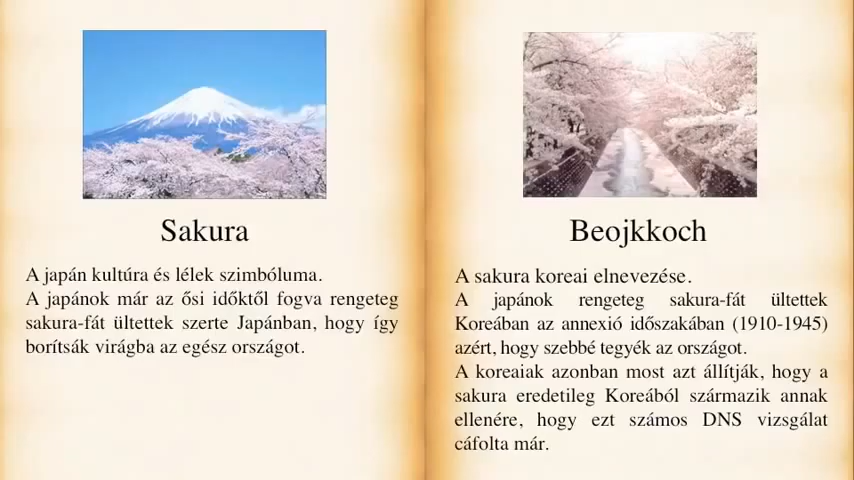 Sakura
A japán kultúra és lélek szimbóluma.
A japánok már az ősi időktől fogva rengeteg
sakura-fát ültettek szerte Japánban, hogy így
borítsák virágba az egész országot.
Beojkkoch
A sakura koreai elnevezése.
A japánok rengeteg sakura-fát ültettek
Koreában az annexió időszakában (1910-1945)
azért, hogy szebbé tegyék az országot.
A koreaiak azonban most azt állítják, hogy a
sakura eredetileg Koreából származik annak
ellenére, hogy ezt számos DNS vizsgálat
cáfolta már.